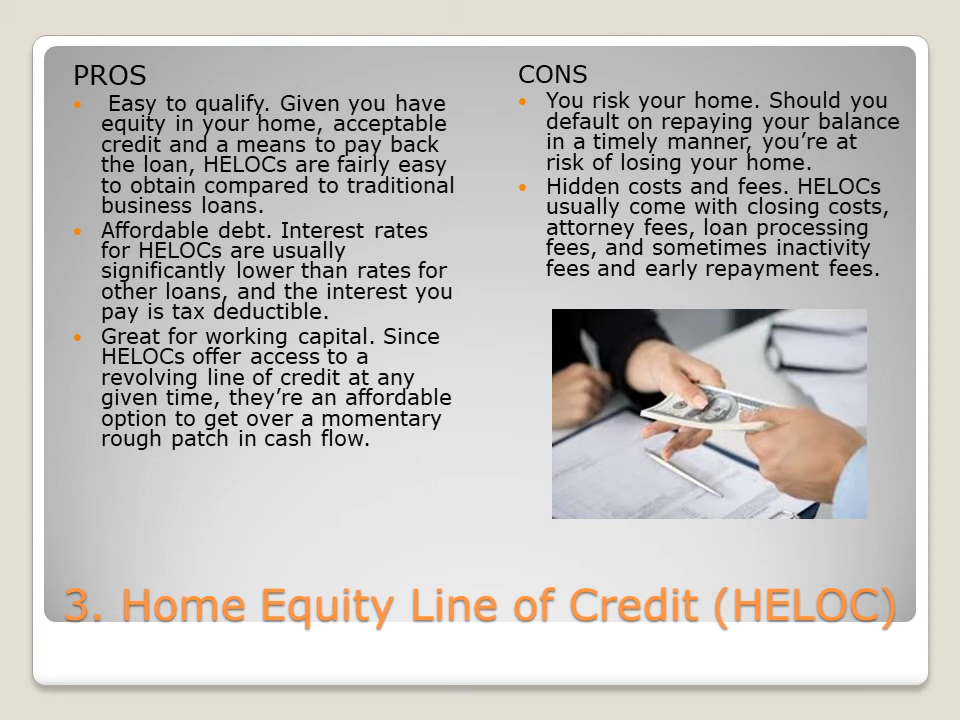 PROS
Easy to qualify. Given you have
equity in your home, acceptable
credit and a means to pay back
the loan, HELOCs are fairly easy
to obtain compared to traditional
business loans.
Affordable debt. Interest rates
for HELOCs are usually
significantly lower than rates for
other loans, and the interest you
pay is tax deductible.
Great for working capital. Since
HELOCs offer access to a
revolving line of credit at any
given time, they’re an affordable
option to get over a momentary
rough patch in cash flow.
CONS
You risk your home. Should you
default on repaying your balance
in a timely manner, you’re at
risk of losing your home.
Hidden costs and fees. HELOCs
usually come with closing costs,
attorney fees, loan processing
fees, and sometimes inactivity
fees and early repayment fees.
3. Home Equity Line of Credit (HELOC)